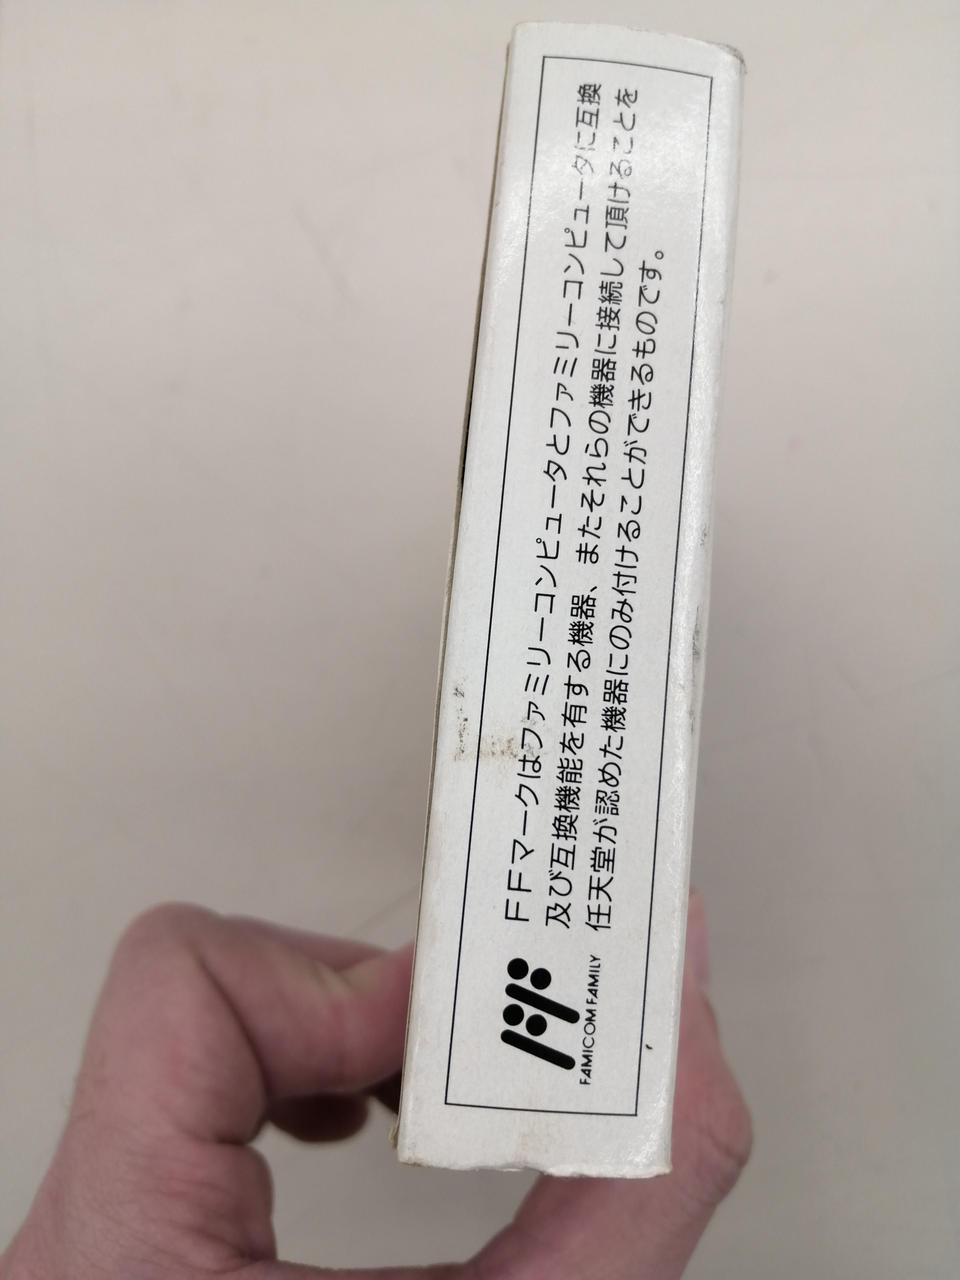 FFマークはファミリーコンピュータとファミリーコンピュータに互換
及び互換機能を有する機器、またそれらの機器に接続して頂けることを
任天堂が認めた機器にのみ付けることができるものです。
FAMICOM FAMILY